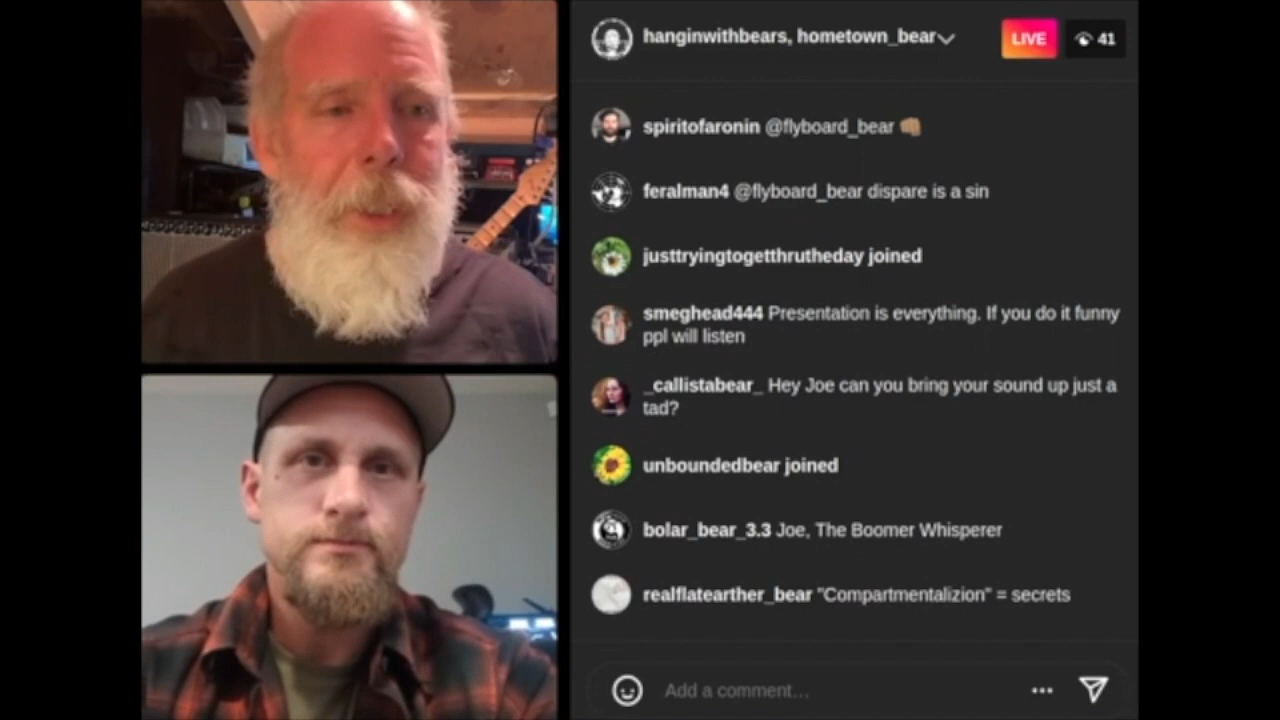 hanginwithbears, hometown_bear
LIVE
41
spiritofaronin @flyboard_bear
feralman4 @flyboard_bear dispare is a sin
justtryingtogetthrutheday joined
smeghead444 Presentation is everything. If you do it funny
ppl will listen
_callistabear_ Hey Joe can you bring your sound up just a
tad?
unboundedbear joined
bolar_bear_3.3 Joe, The Boomer Whisperer
realflatearther_bear "Compartmentalizion" = secrets
Add a comment…